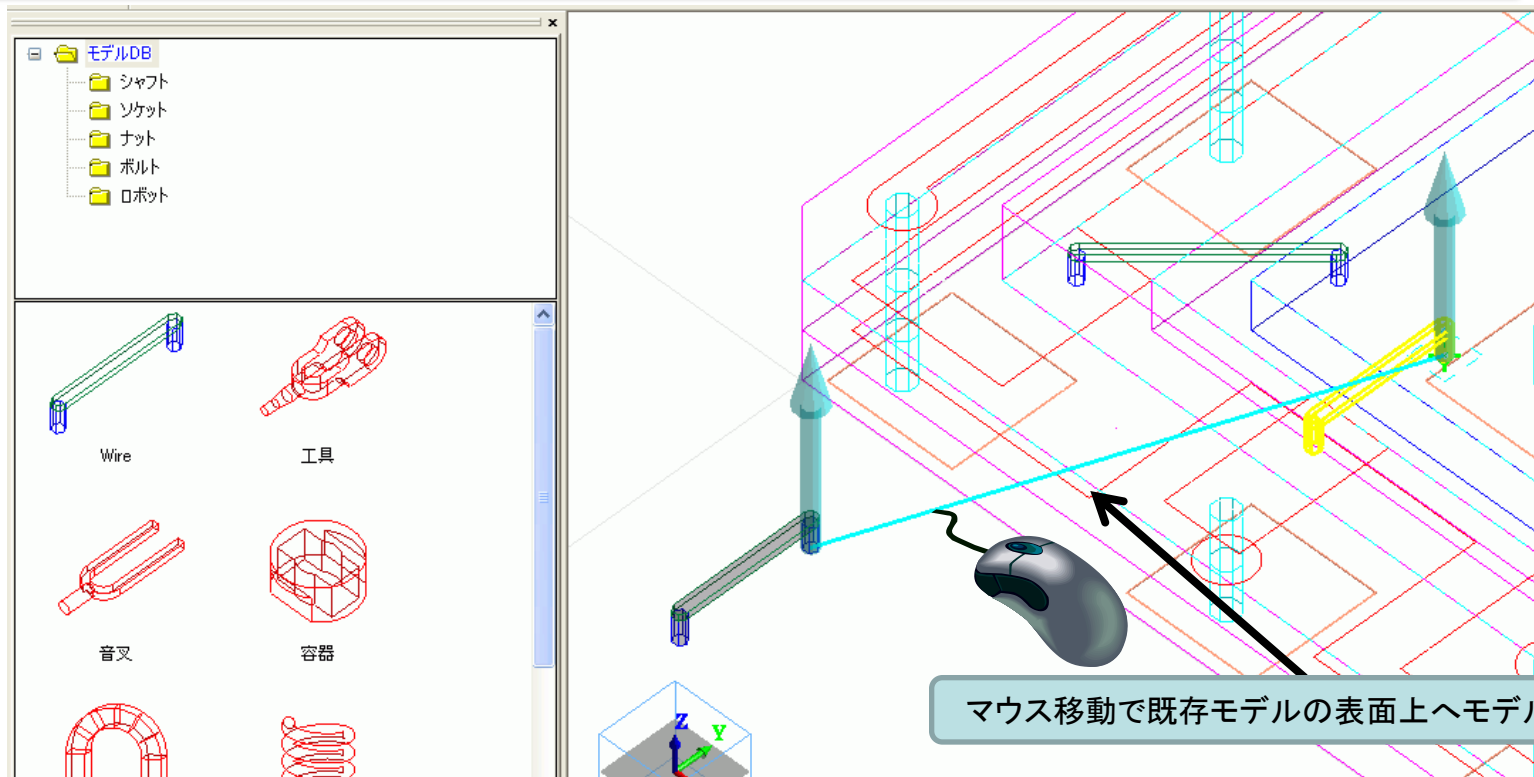 モデルDB
シャフト
ソケット
ナット
ボルト
ロボット
Wire
工具
音叉
容器
Z
Y
マウス移動で既存モデルの表面上へモデル